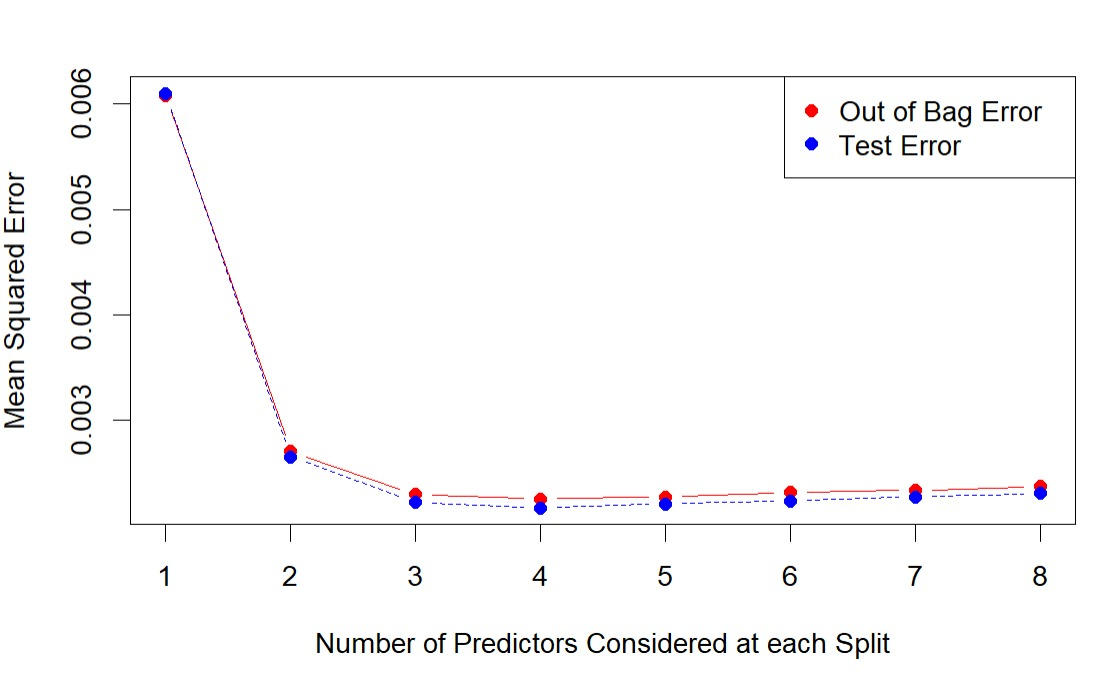 Out of Bag Error
Test Error
Mean Squared Error
0.006
0.005
0.004
0.003
1 2 3 4 5 6 7 8
Number of Predictors Considered at each Split